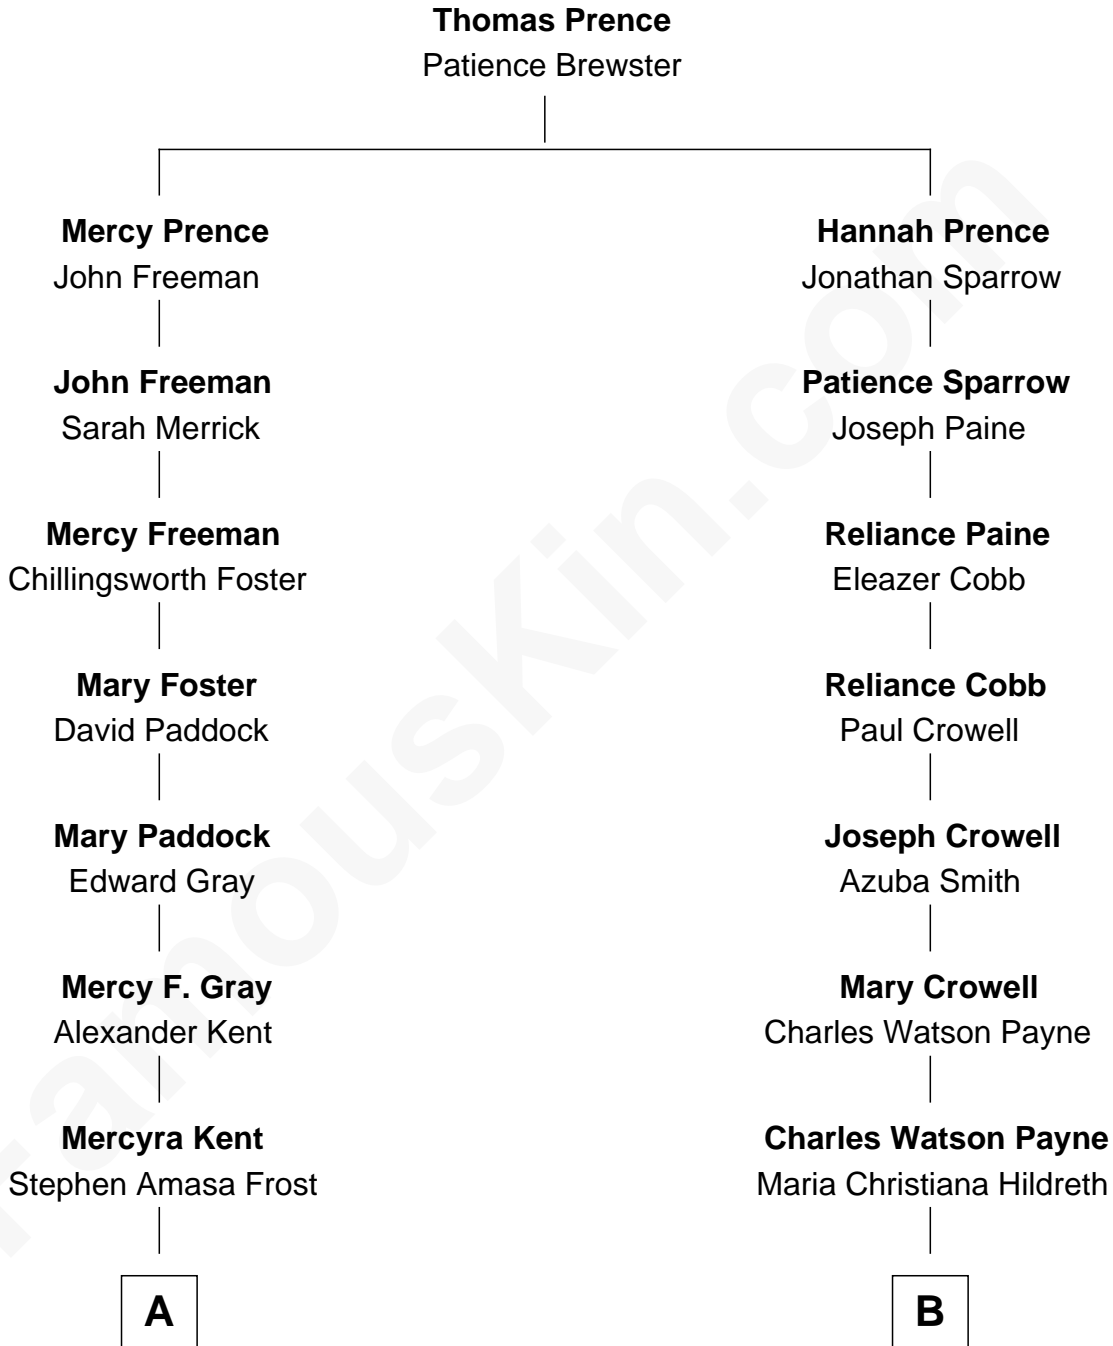 Thomas Prence
Patience Brewster
Mercy Prence
John Freeman
Hannah Prence
Jonathan Sparrow
John Freeman
Sarah Merrick
Patience Sparrow
Joseph Paine
Mercy Freeman
Chillingsworth Foster
Reliance Paine
Eleazer Cobb
Mary Foster
David Paddock
Reliance Cobb
Paul Crowell
Mary Paddock
Edward Gray
Joseph Crowell
Azuba Smith
Mercy F. Gray
Alexander Kent
Mary Crowell
Charles Watson Payne
Mercyra Kent
Stephen Amasa Frost
Charles Watson Payne
Maria Christiana Hildreth
A
B
FamousKin.com